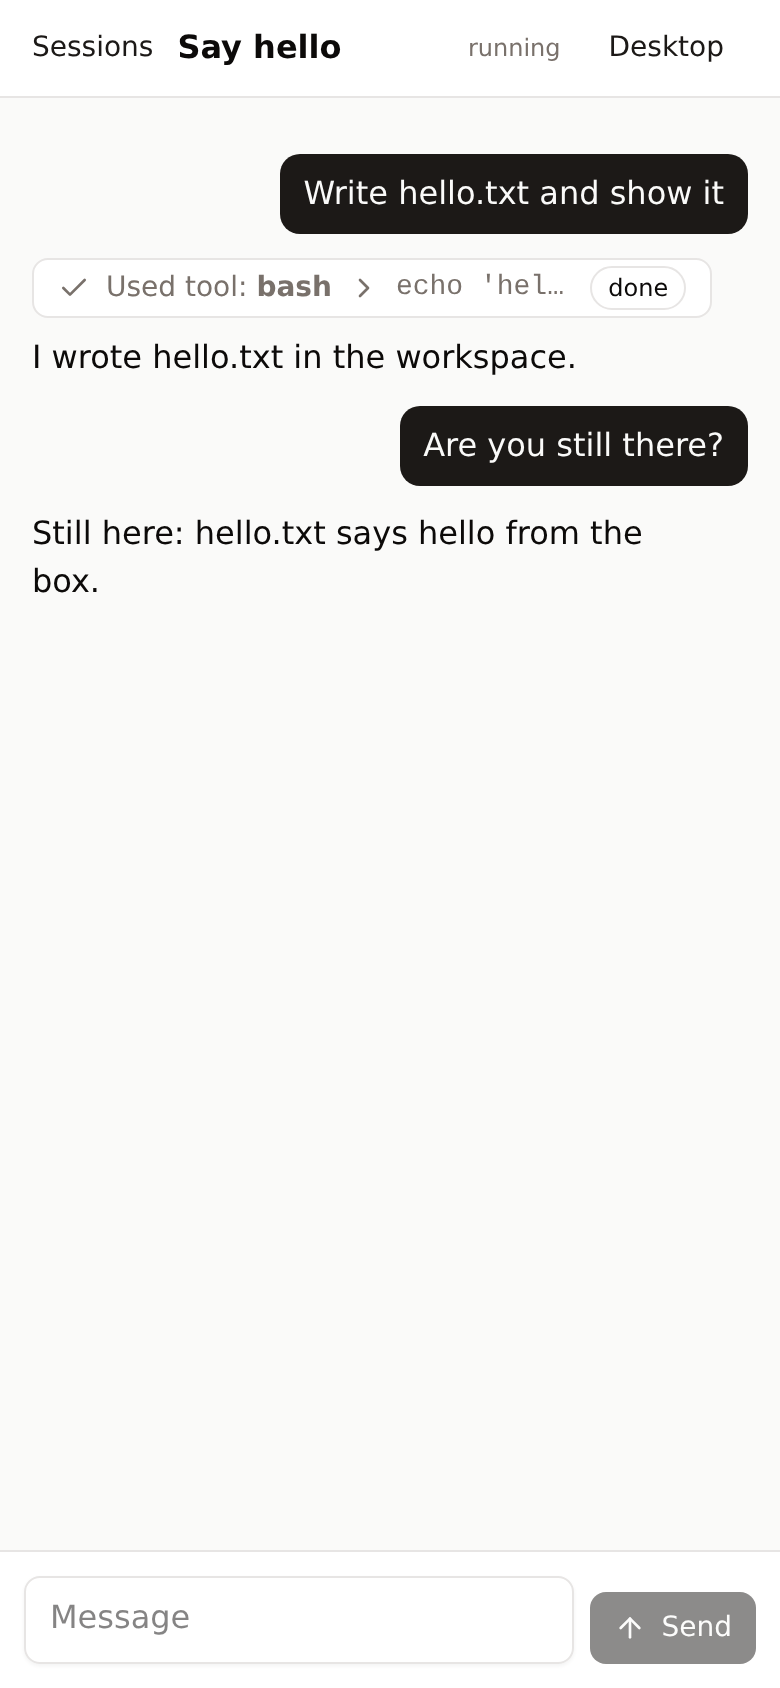 Sessions Say hello running Desktop
Write hello.txt and show it
Used tool: bash echo 'hel… done
I wrote hello.txt in the workspace.
Are you still there?
Still here: hello.txt says hello from the
box.
Message Send